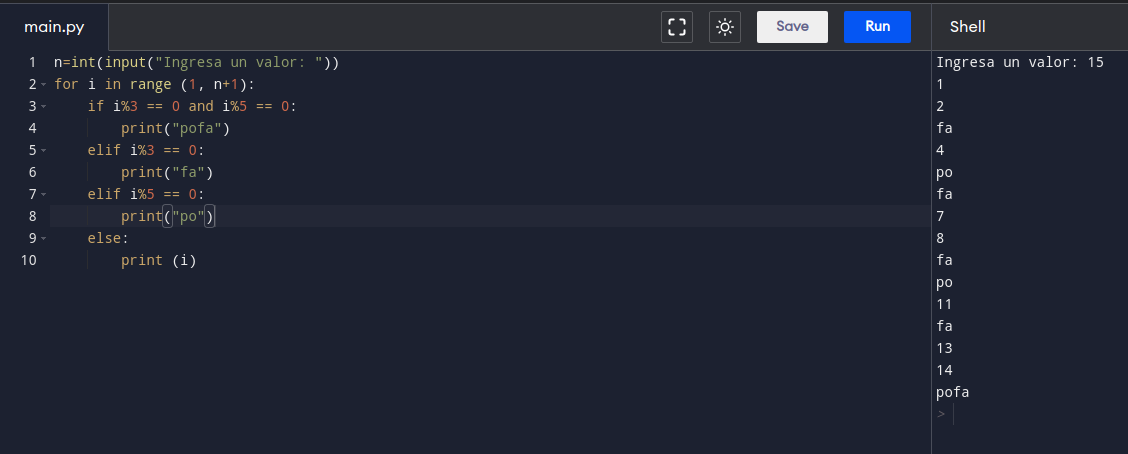 main.py
Save
Run
Shell
1 n=int(input("Ingresa un valor: "))
2 for i in range (1, n+1):
3     if i%3 == 0 and i%5 == 0:
4         print("pofa")
5     elif i%3 == 0:
6         print("fa")
7     elif i%5 == 0:
8         print("po")
9     else:
10         print (i)
Ingresa un valor: 15
1
2
fa
4
po
fa
7
8
fa
po
11
fa
13
14
pofa
>